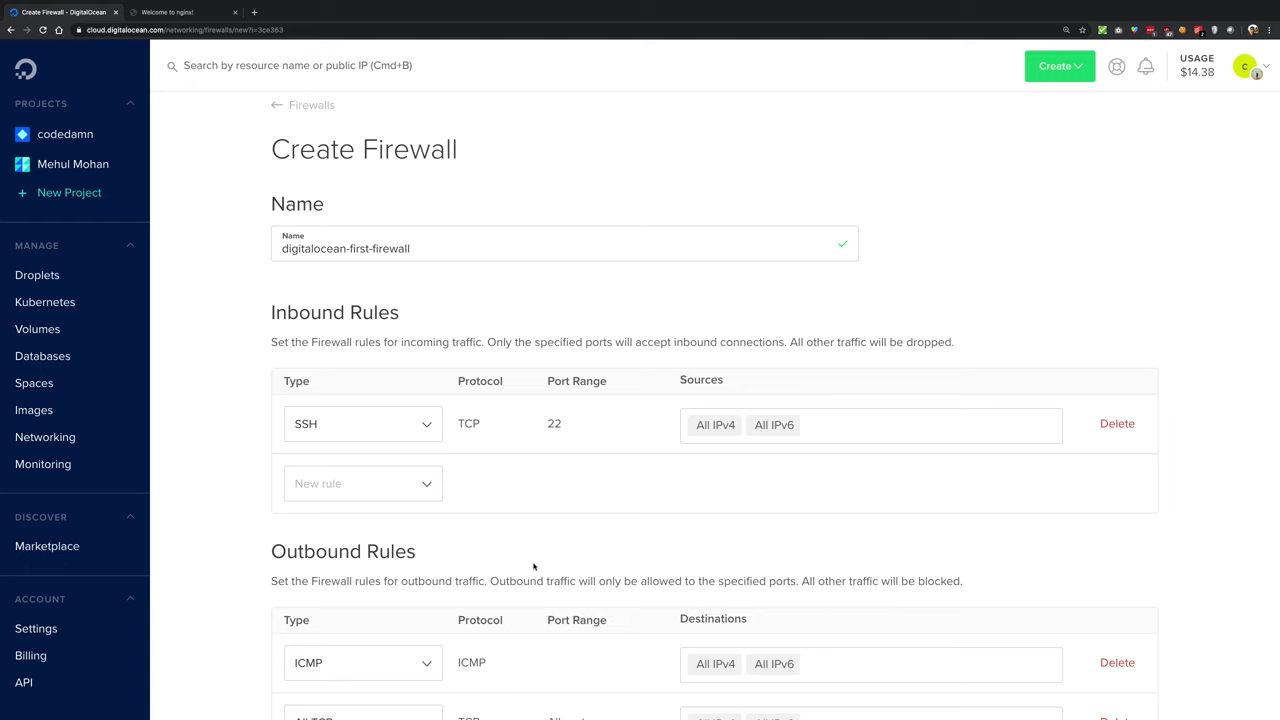 Create Firewall - DigitalOcean
Welcome to nginx!
cloud.digitalocean.com/networking/firewalls/new?i=3ce363
Search by resource name or public IP (Cmd+B)
Create
USAGE
$14.38
C
PROJECTS
codedamn
Mehul Mohan
+ New Project
MANAGE
Droplets
Kubernetes
Volumes
Databases
Spaces
Images
Networking
Monitoring
DISCOVER
Marketplace
ACCOUNT
Settings
Billing
API
← Firewalls
Create Firewall
Name
Name
digitalocean-first-firewall
Inbound Rules
Set the Firewall rules for incoming traffic. Only the specified ports will accept inbound connections. All other traffic will be dropped.
Type Protocol Port Range Sources
SSH TCP 22 All IPv4 All IPv6 Delete
New rule
Outbound Rules
Set the Firewall rules for outbound traffic. Outbound traffic will only be allowed to the specified ports. All other traffic will be blocked.
Type Protocol Port Range Destinations
ICMP ICMP All IPv4 All IPv6 Delete